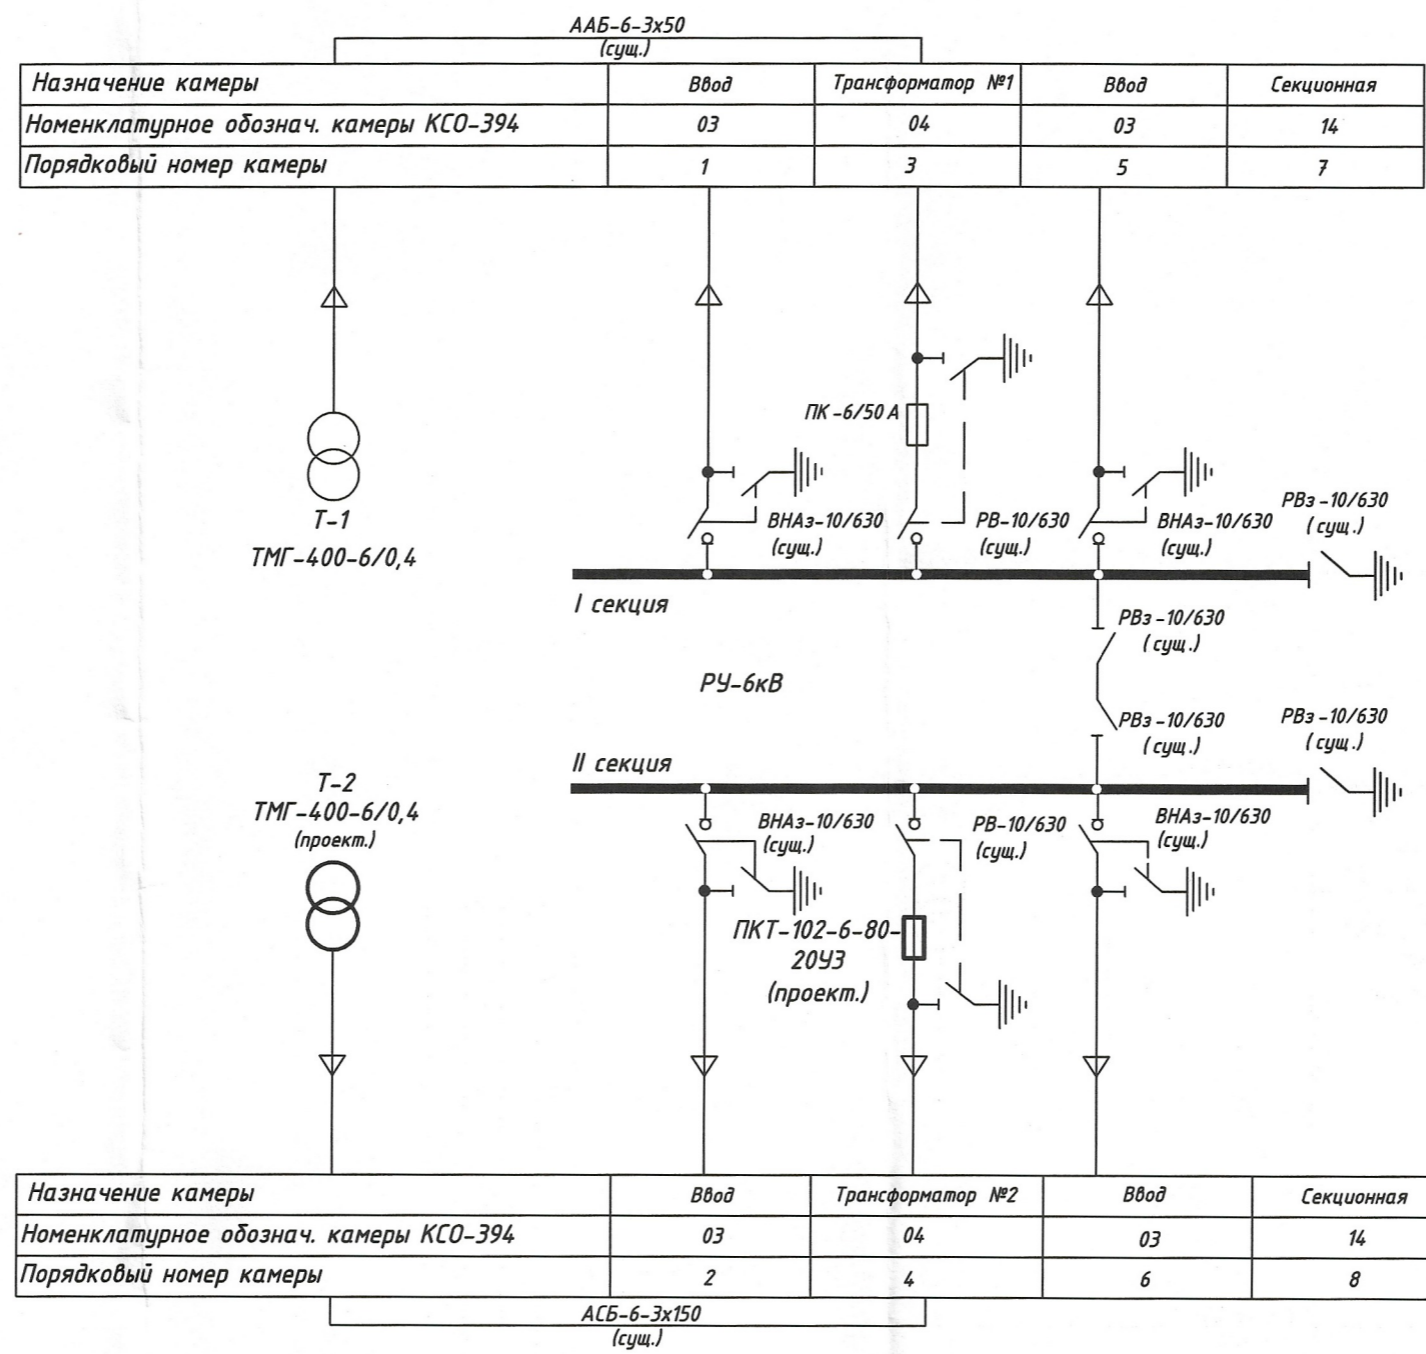 ААБ-6-3х50
(сущ.)
Назначение камеры Ввод Трансформатор №1 Ввод Секционная
Номенклатурное обознач. камеры КСО-394 03 04 03 14
Порядковый номер камеры 1 3 5 7
ПК-6/50 А
Т-1
ТМГ-400-6/0,4
ВНАз-10/630
(сущ.)
РВ-10/630
(сущ.)
ВНАз-10/630
(сущ.)
РВз-10/630
(сущ.)
I секция
РВз-10/630
(сущ.)
РУ-6кВ
РВз-10/630
(сущ.)
РВз-10/630
(сущ.)
II секция
Т-2
ТМГ-400-6/0,4
(проект.)
ВНАз-10/630
(сущ.)
РВ-10/630
(сущ.)
ВНАз-10/630
(сущ.)
ПКТ-102-6-80-
20У3
(проект.)
Назначение камеры Ввод Трансформатор №2 Ввод Секционная
Номенклатурное обознач. камеры КСО-394 03 04 03 14
Порядковый номер камеры 2 4 6 8
АСБ-6-3х150
(сущ.)